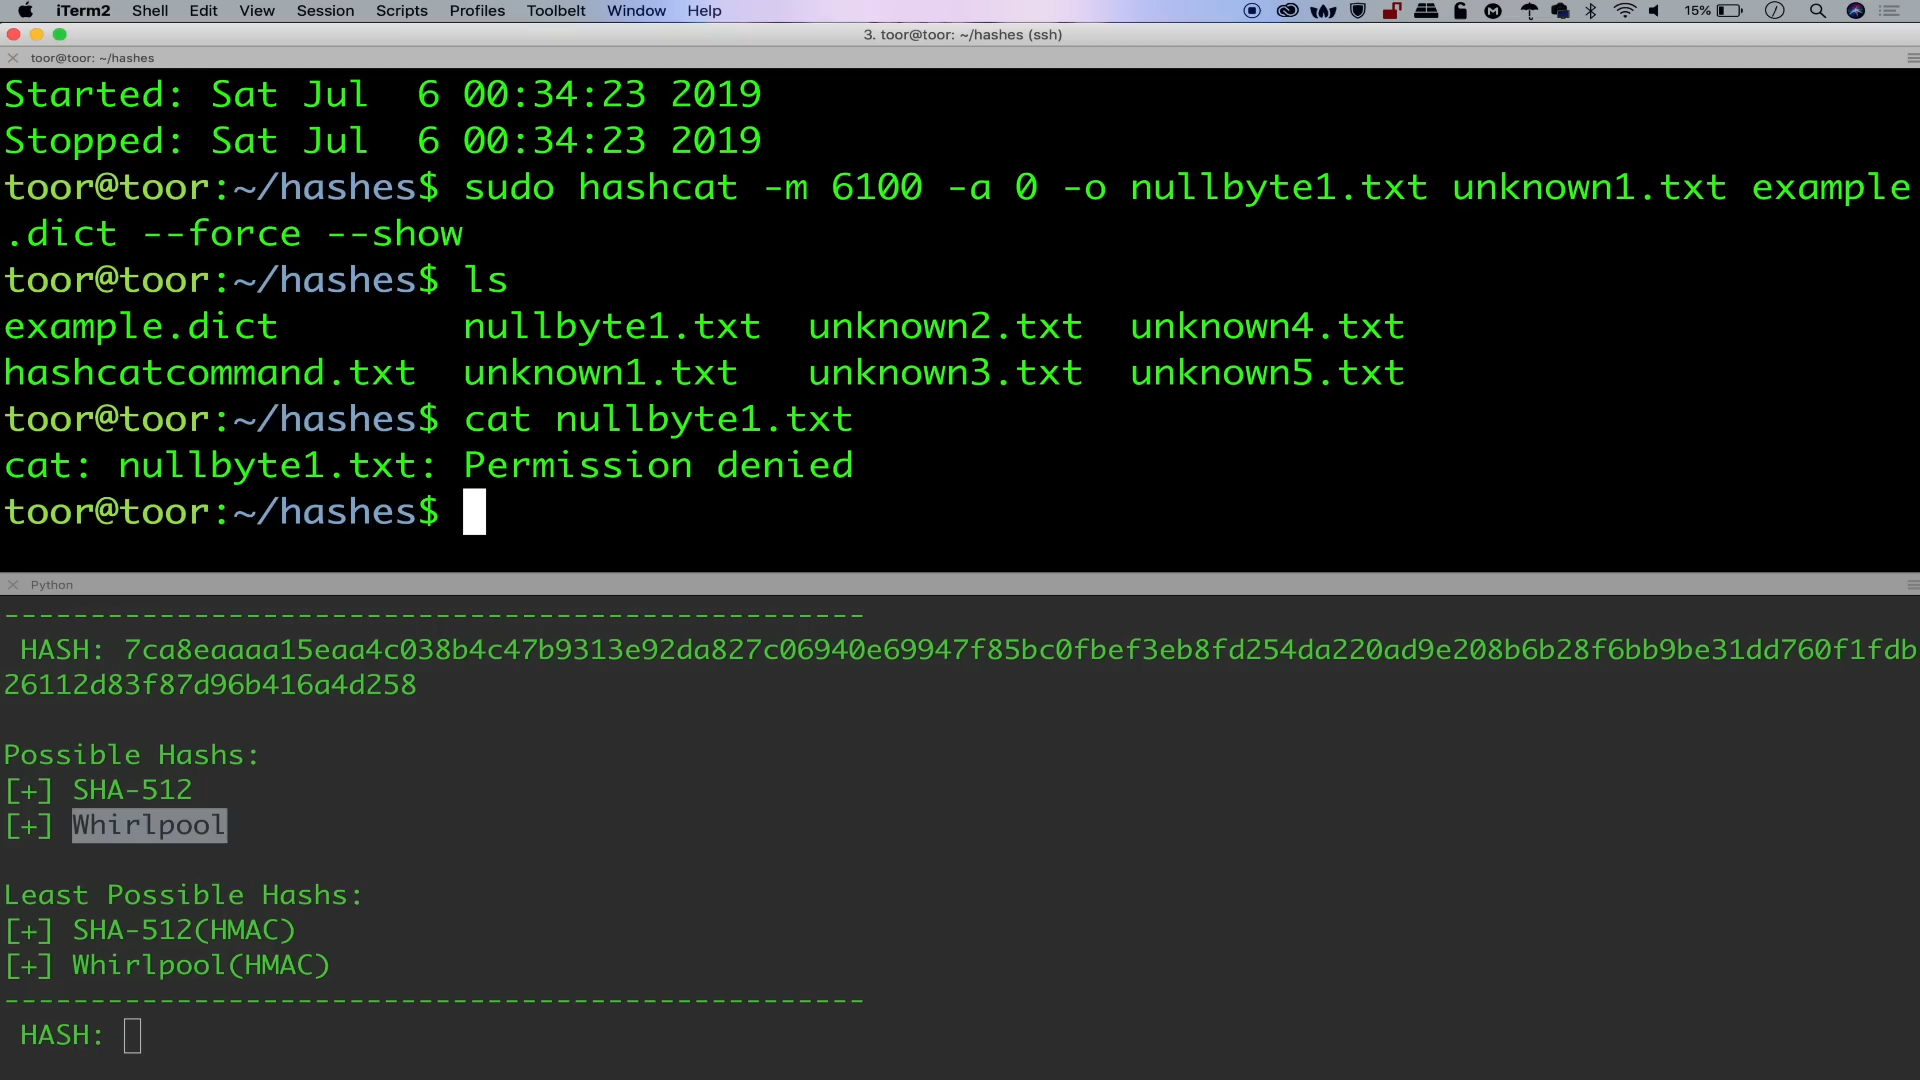 iTerm2 Shell Edit View Session Scripts Profiles Toolbelt Window Help 15%
3. toor@toor: ~/hashes (ssh)
toor@toor: ~/hashes
Started: Sat Jul  6 00:34:23 2019
Stopped: Sat Jul  6 00:34:23 2019
toor@toor:~/hashes$ sudo hashcat -m 6100 -a 0 -o nullbyte1.txt unknown1.txt example
.dict --force --show
toor@toor:~/hashes$ ls
example.dict nullbyte1.txt unknown2.txt unknown4.txt
hashcatcommand.txt unknown1.txt unknown3.txt unknown5.txt
toor@toor:~/hashes$ cat nullbyte1.txt
cat: nullbyte1.txt: Permission denied
toor@toor:~/hashes$
Python
--------------------------------------------------
HASH: 7ca8eaaaa15eaa4c038b4c47b9313e92da827c06940e69947f85bc0fbef3eb8fd254da220ad9e208b6b28f6bb9be31dd760f1fdb
26112d83f87d96b416a4d258
Possible Hashs:
[+] SHA-512
[+] Whirlpool
Least Possible Hashs:
[+] SHA-512(HMAC)
[+] Whirlpool(HMAC)
--------------------------------------------------
HASH: